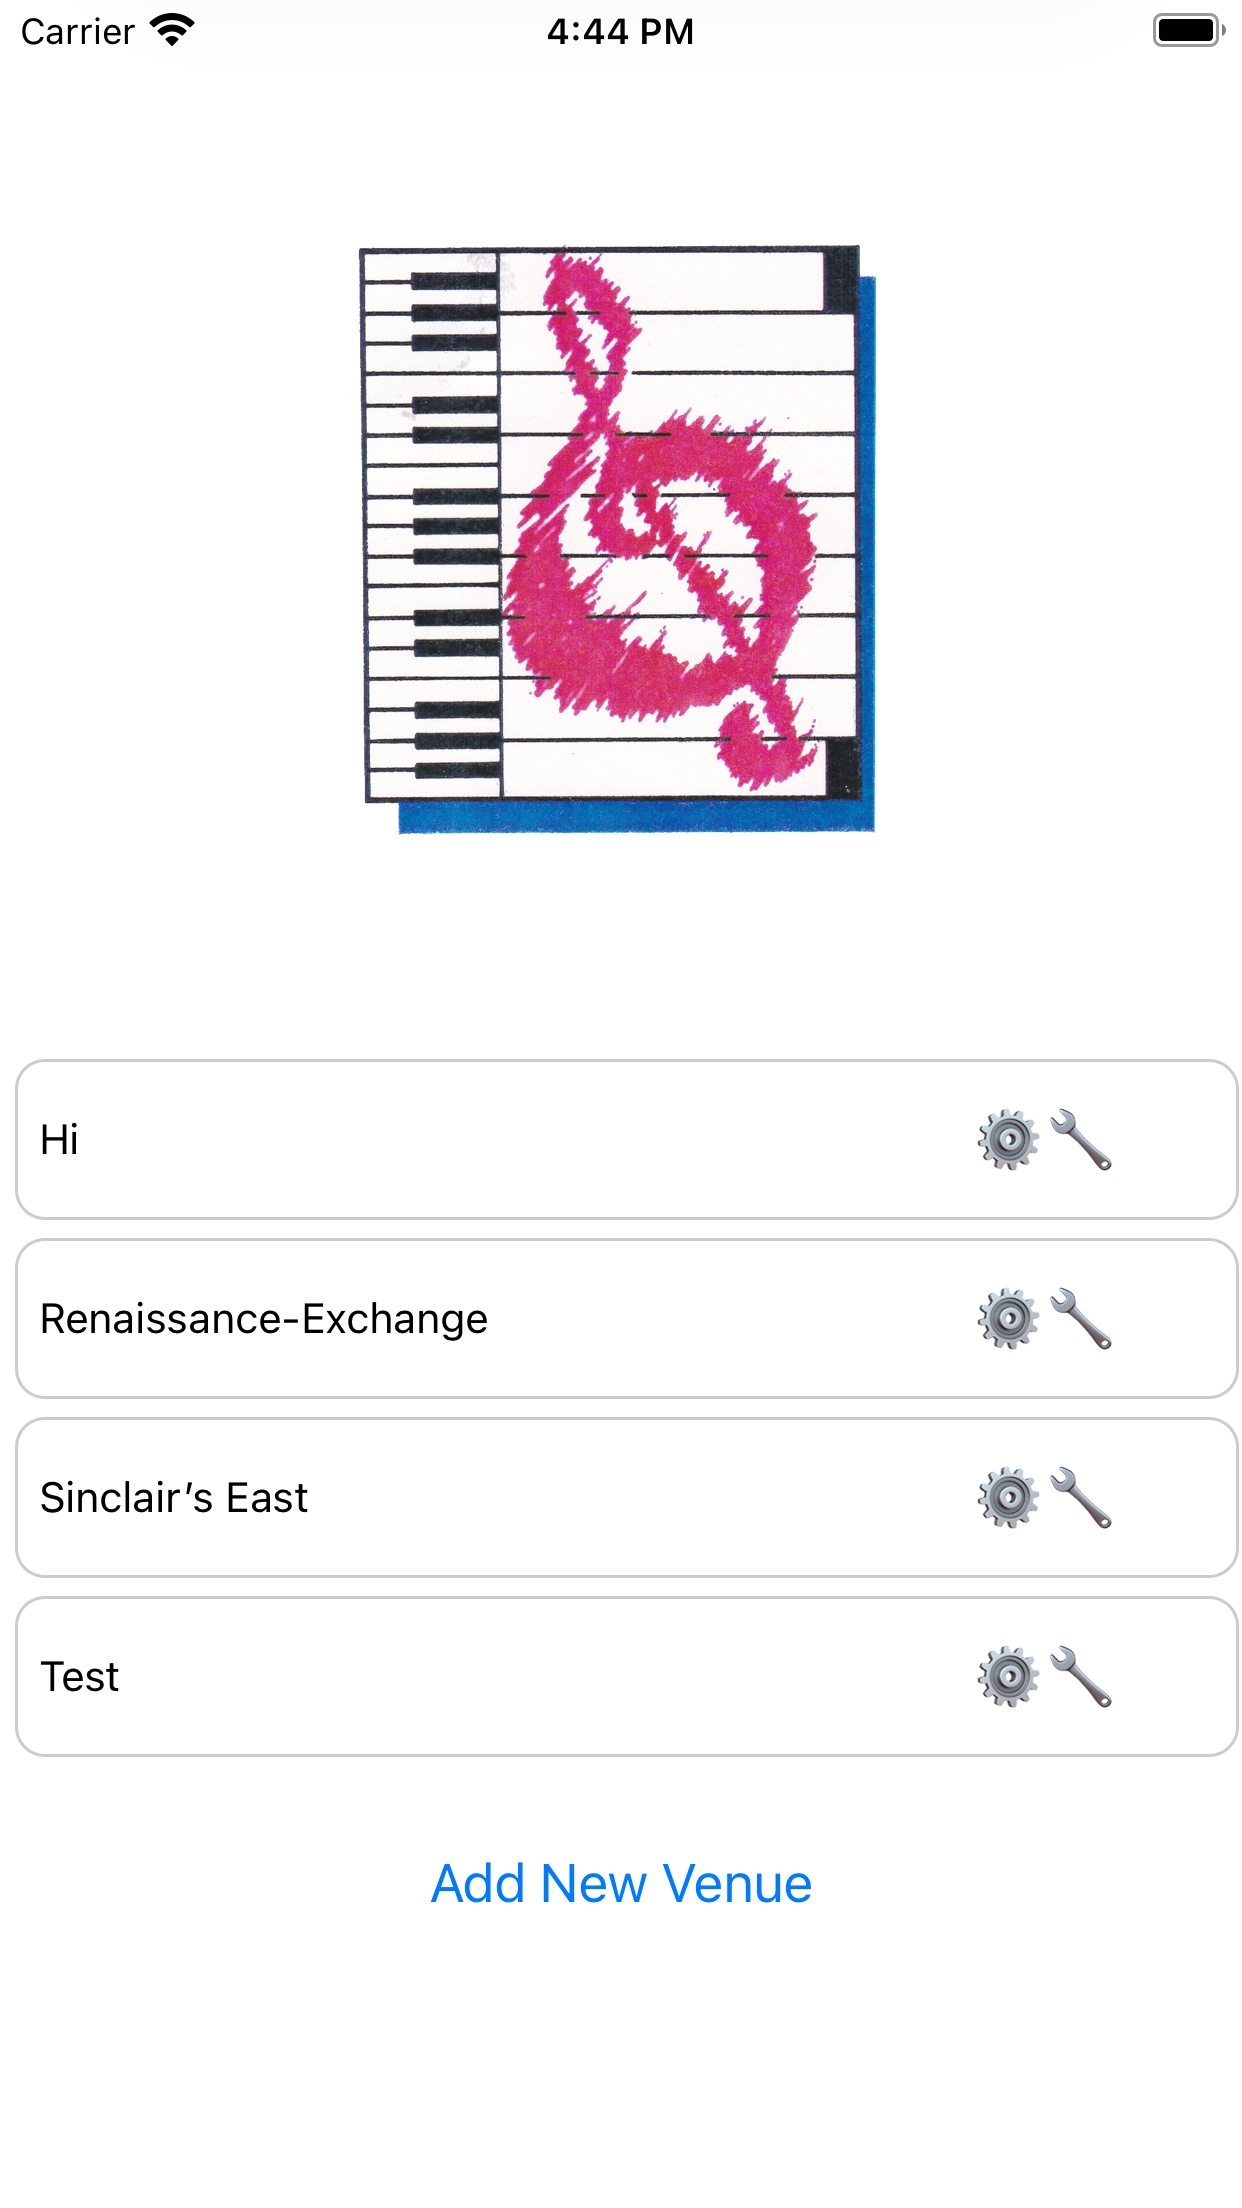 Carrier 4:44 PM
Hi
Renaissance-Exchange
Sinclair’s East
Test
Add New Venue